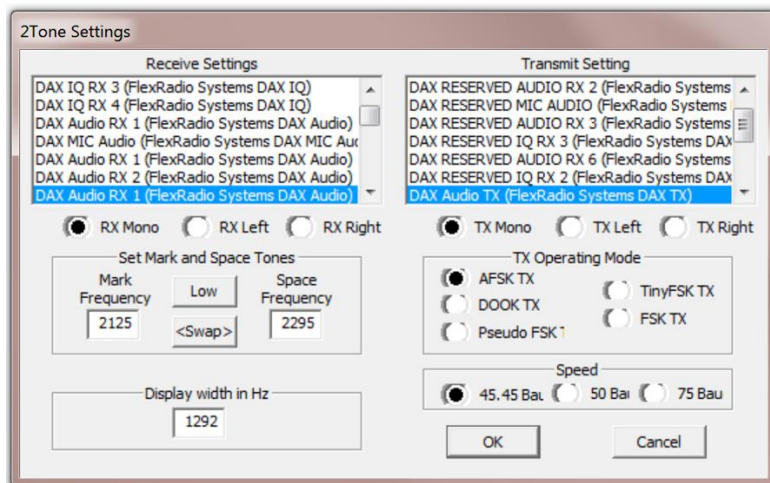 2Tone Settings
Receive Settings
DAX IQ RX 3 (FlexRadio Systems DAX IQ)
DAX IQ RX 4 (FlexRadio Systems DAX IQ)
DAX Audio RX 1 (FlexRadio Systems DAX Audio)
DAX MIC Audio (FlexRadio Systems DAX MIC Aud
DAX Audio RX 1 (FlexRadio Systems DAX Audio)
DAX Audio RX 2 (FlexRadio Systems DAX Audio)
DAX Audio RX 1 (FlexRadio Systems DAX Audio)
RX Mono RX Left RX Right
Set Mark and Space Tones
Mark Frequency
Low
Space Frequency
2125
<Swap>
2295
Display width in Hz
1292
Transmit Setting
DAX RESERVED AUDIO RX 2 (FlexRadio Systems
DAX RESERVED MIC AUDIO (FlexRadio Systems
DAX RESERVED AUDIO RX 3 (FlexRadio Systems
DAX RESERVED IQ RX 3 (FlexRadio Systems DAX
DAX RESERVED AUDIO RX 6 (FlexRadio Systems
DAX RESERVED IQ RX 2 (FlexRadio Systems DAX
DAX Audio TX (FlexRadio Systems DAX TX)
TX Mono TX Left TX Right
TX Operating Mode
AFSK TX
DOOK TX
Pseudo FSK T
TinyFSK TX
FSK TX
Speed
45.45 Bau 50 Bau 75 Bau
OK
Cancel